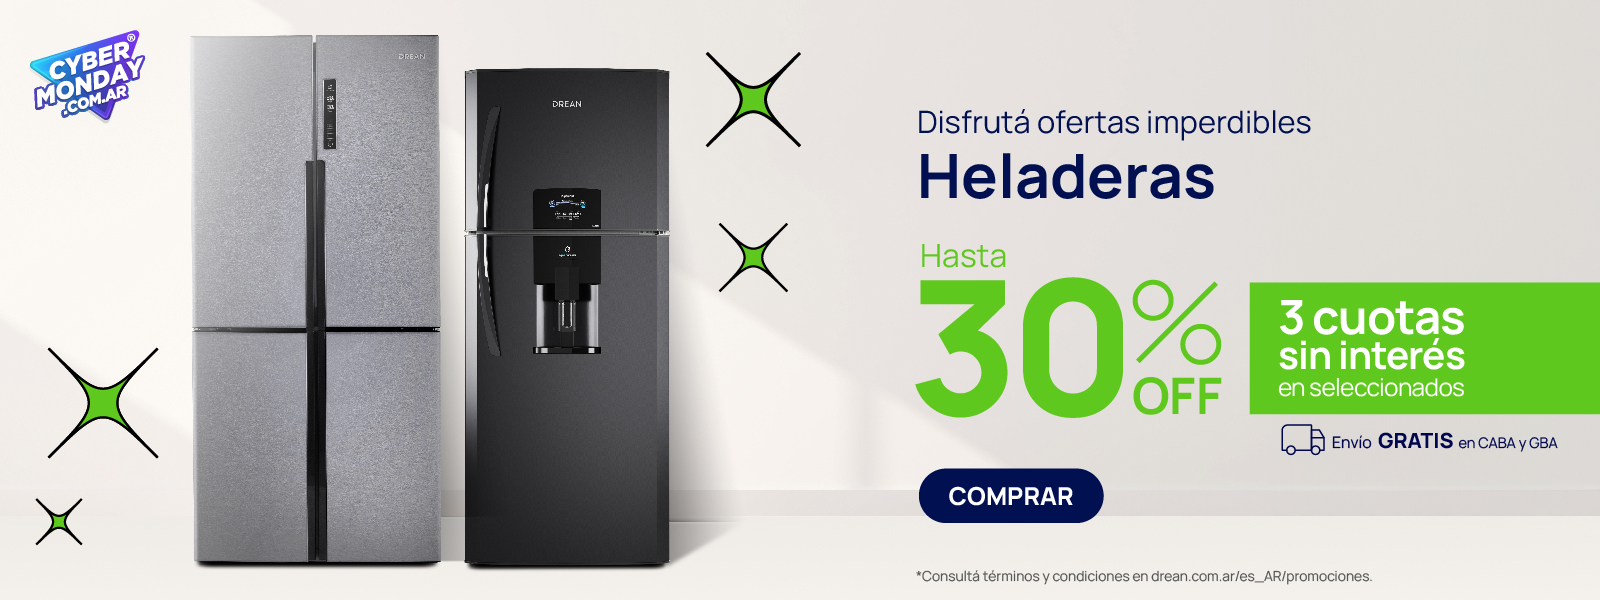 CYBER®
MONDAY
.COM.AR
DREAN
DREAN
Disfrutá ofertas imperdibles
Heladeras
Hasta
30%
OFF
3 cuotas
sin interés
en seleccionados
Envío GRATIS en CABA y GBA
COMPRAR
*Consultá términos y condiciones en drean.com.ar/es_AR/promociones.